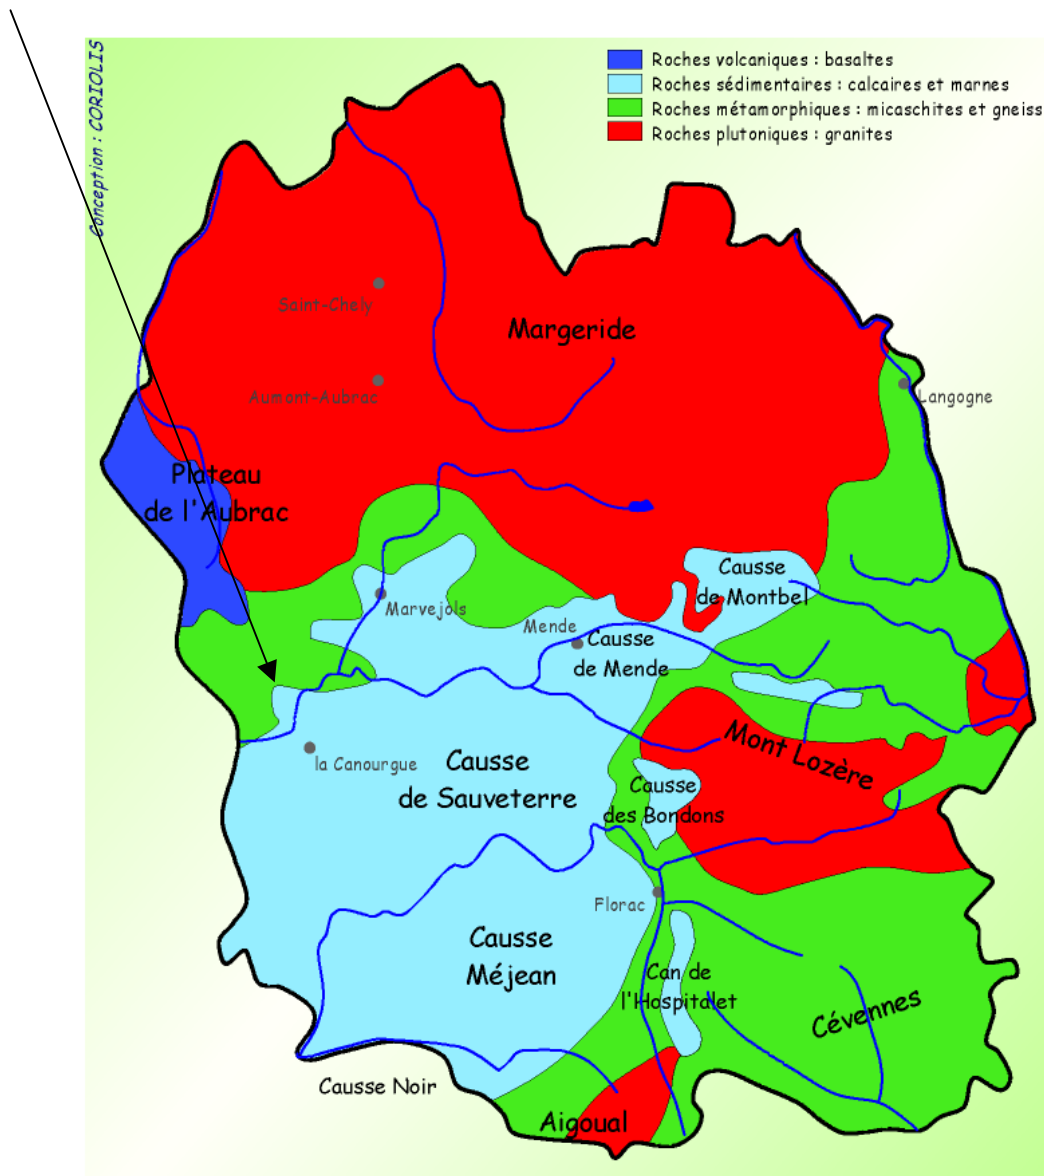 Conception : CORIOLIS
Roches volcaniques : basaltes
Roches sédimentaires : calcaires et marnes
Roches métamorphiques : micaschites et gneiss
Roches plutoniques : granites
Saint-Chely
Margeride
Aumont-Aubrac
Langogne
Plateau
de l'Aubrac
Causse
de Montbel
Marvejols
Mende
Causse
de Mende
Mont Lozère
la Canourgue
Causse
de Sauveterre
Causse
des Bondons
Florac
Causse
Méjean
Can de
l'Hospitalet
Cévennes
Causse Noir
Aigoual